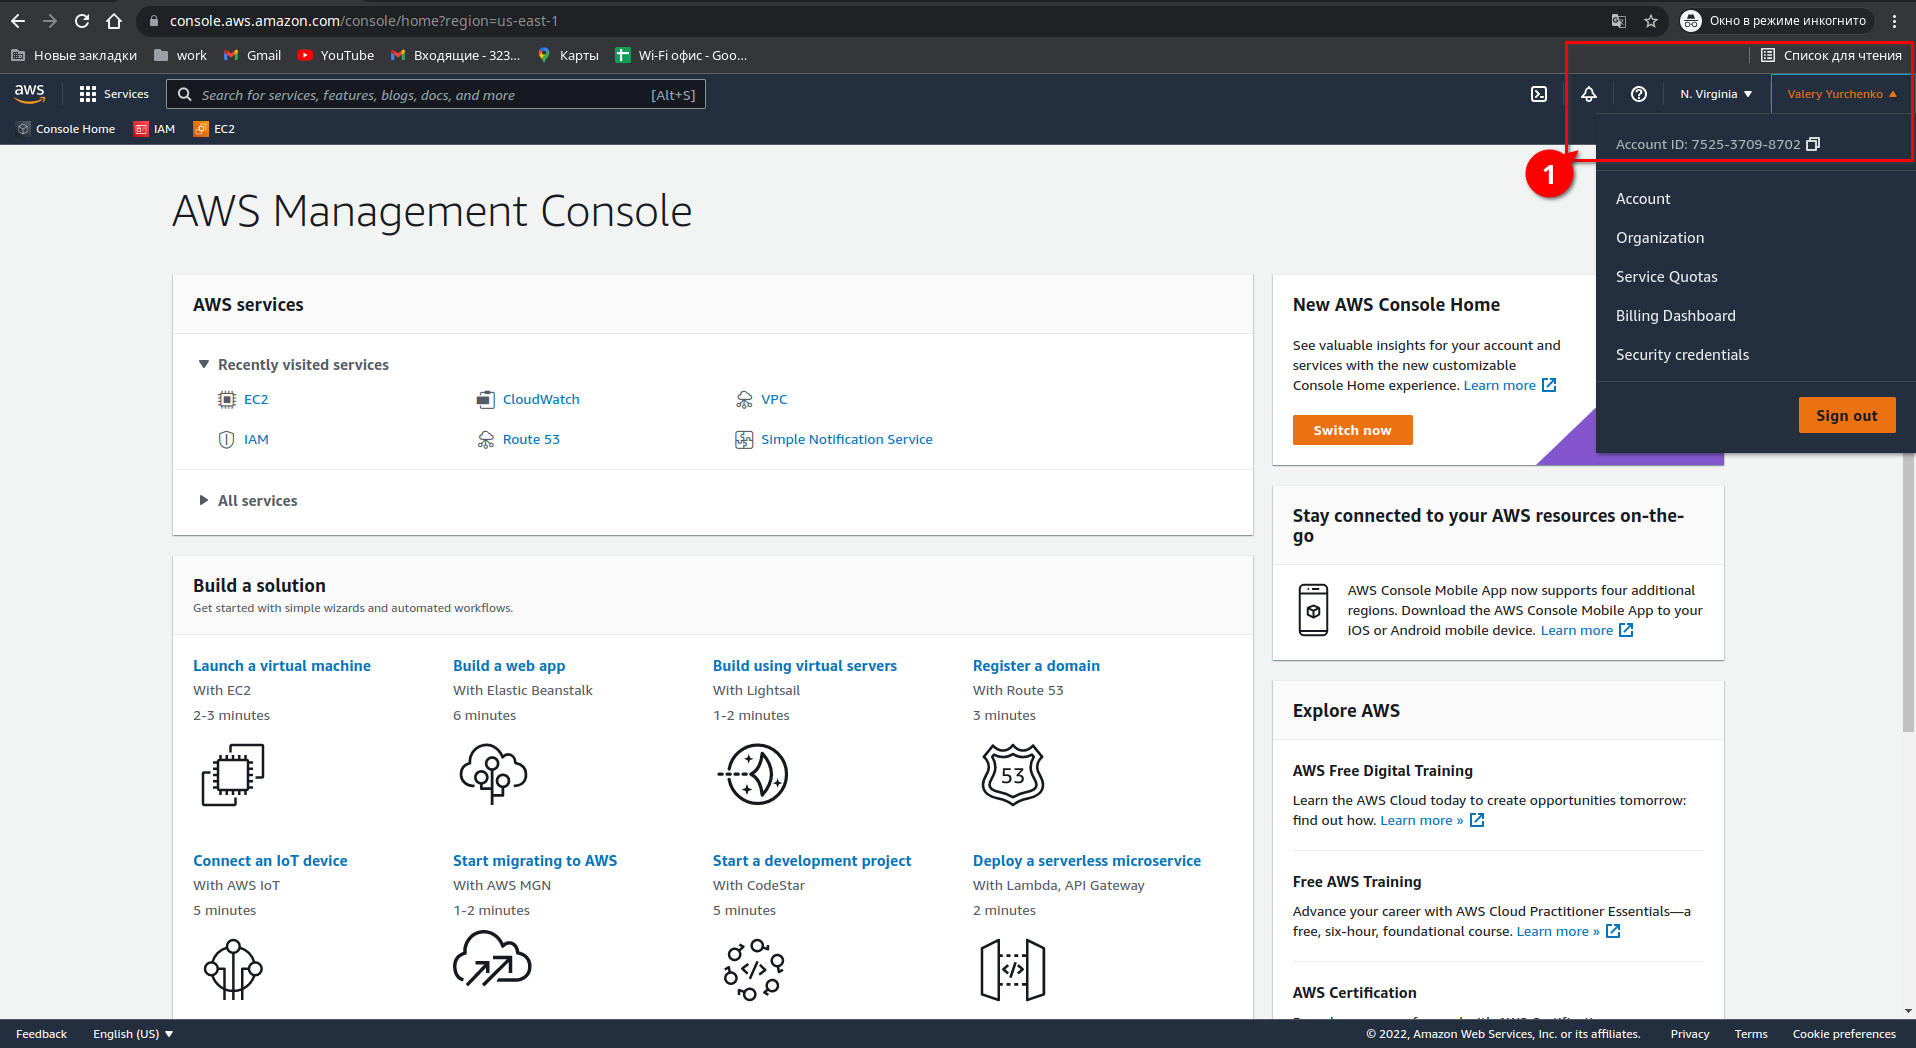 console.aws.amazon.com/console/home?region=us-east-1
Окно в режиме инкогнито
Новые закладки
work
Gmail
YouTube
Входящие - 323...
Карты
Wi-Fi офис - Goo...
Список для чтения
aws
Services
Search for services, features, blogs, docs, and more
[Alt+S]
N. Virginia
Valery Yurchenko
Console Home
IAM
EC2
Account ID: 7525-3709-8702
1
Account
Organization
Service Quotas
Billing Dashboard
Security credentials
Sign out
AWS Management Console
AWS services
Recently visited services
EC2
CloudWatch
VPC
IAM
Route 53
Simple Notification Service
All services
New AWS Console Home
See valuable insights for your account and
services with the new customizable
Console Home experience. Learn more
Switch now
Stay connected to your AWS resources on-the-
go
AWS Console Mobile App now supports four additional
regions. Download the AWS Console Mobile App to your
iOS or Android mobile device. Learn more
Build a solution
Get started with simple wizards and automated workflows.
Launch a virtual machine
With EC2
2-3 minutes
Build a web app
With Elastic Beanstalk
6 minutes
Build using virtual servers
With Lightsail
1-2 minutes
Register a domain
With Route 53
3 minutes
53
Connect an IoT device
With AWS IoT
5 minutes
Start migrating to AWS
With AWS MGN
1-2 minutes
Start a development project
With CodeStar
5 minutes
Deploy a serverless microservice
With Lambda, API Gateway
2 minutes
Explore AWS
AWS Free Digital Training
Learn the AWS Cloud today to create opportunities tomorrow:
find out how. Learn more »
Free AWS Training
Advance your career with AWS Cloud Practitioner Essentials—a
free, six-hour, foundational course. Learn more »
AWS Certification
Feedback
English (US)
© 2022, Amazon Web Services, Inc. or its affiliates.
Privacy
Terms
Cookie preferences